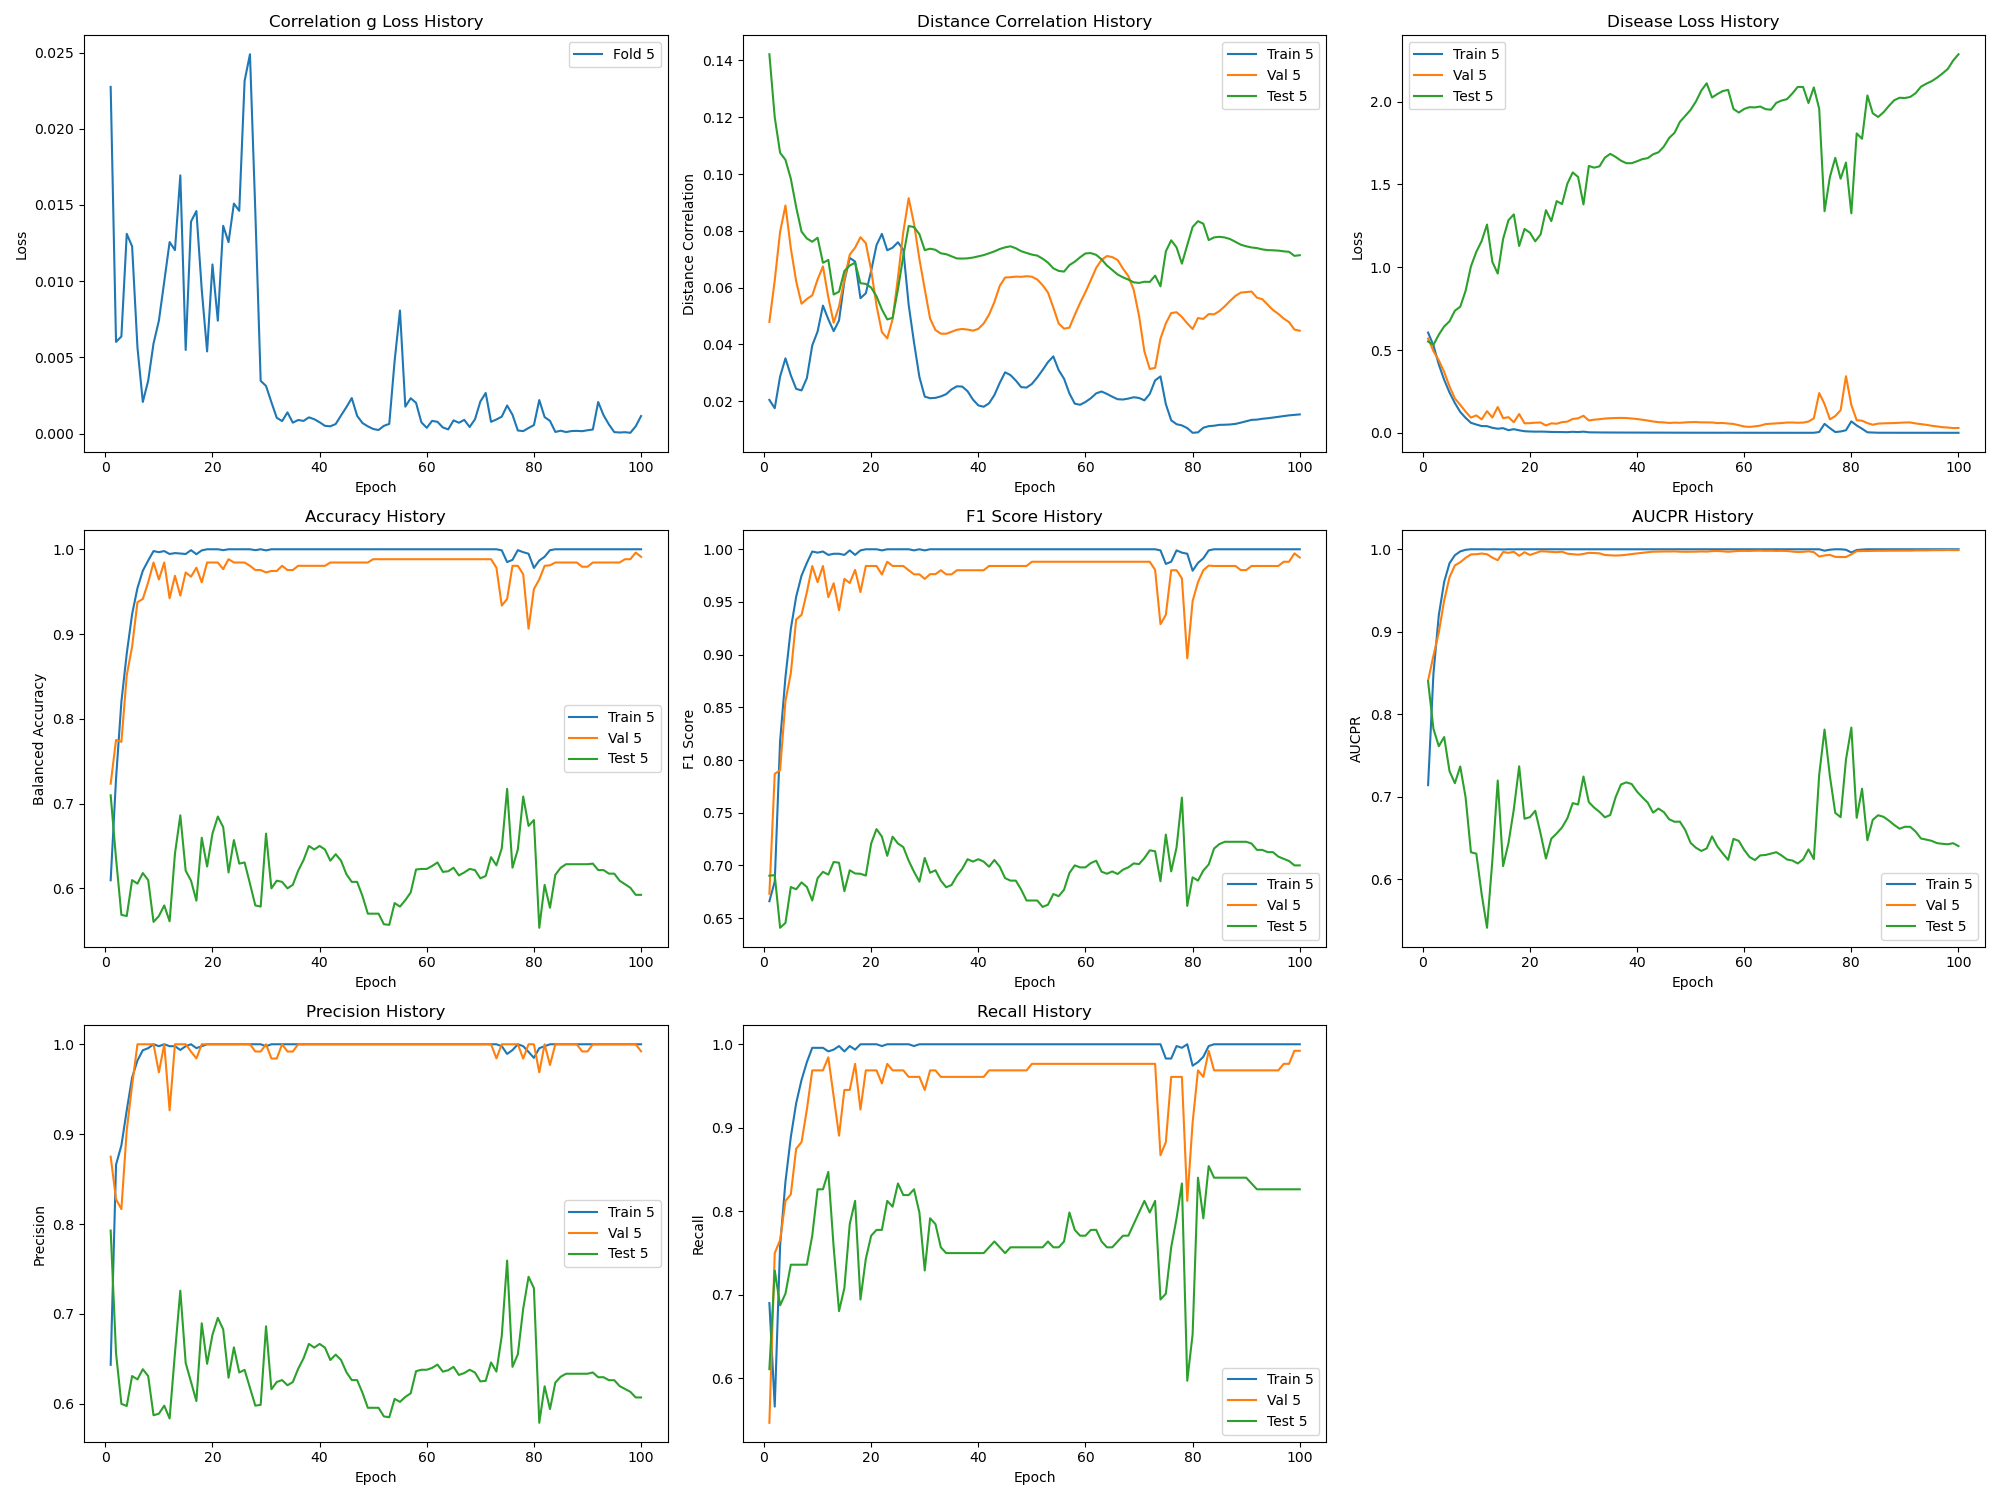 Correlation g Loss History
Loss
0.025
0.020
0.015
0.010
0.005
0.000
Fold 5
0 20 40 60 80 100
Epoch
Distance Correlation History
Distance Correlation
0.14
0.12
0.10
0.08
0.06
0.04
0.02
Train 5
Val 5
Test 5
0 20 40 60 80 100
Epoch
Disease Loss History
Loss
2.0
1.5
1.0
0.5
0.0
Train 5
Val 5
Test 5
0 20 40 60 80 100
Epoch
Accuracy History
Balanced Accuracy
1.0
0.9
0.8
0.7
0.6
Train 5
Val 5
Test 5
0 20 40 60 80 100
Epoch
F1 Score History
F1 Score
1.00
0.95
0.90
0.85
0.80
0.75
0.70
0.65
Train 5
Val 5
Test 5
0 20 40 60 80 100
Epoch
AUCPR History
AUCPR
1.0
0.9
0.8
0.7
0.6
Train 5
Val 5
Test 5
0 20 40 60 80 100
Epoch
Precision History
Precision
1.0
0.9
0.8
0.7
0.6
Train 5
Val 5
Test 5
0 20 40 60 80 100
Epoch
Recall History
Recall
1.0
0.9
0.8
0.7
0.6
Train 5
Val 5
Test 5
0 20 40 60 80 100
Epoch